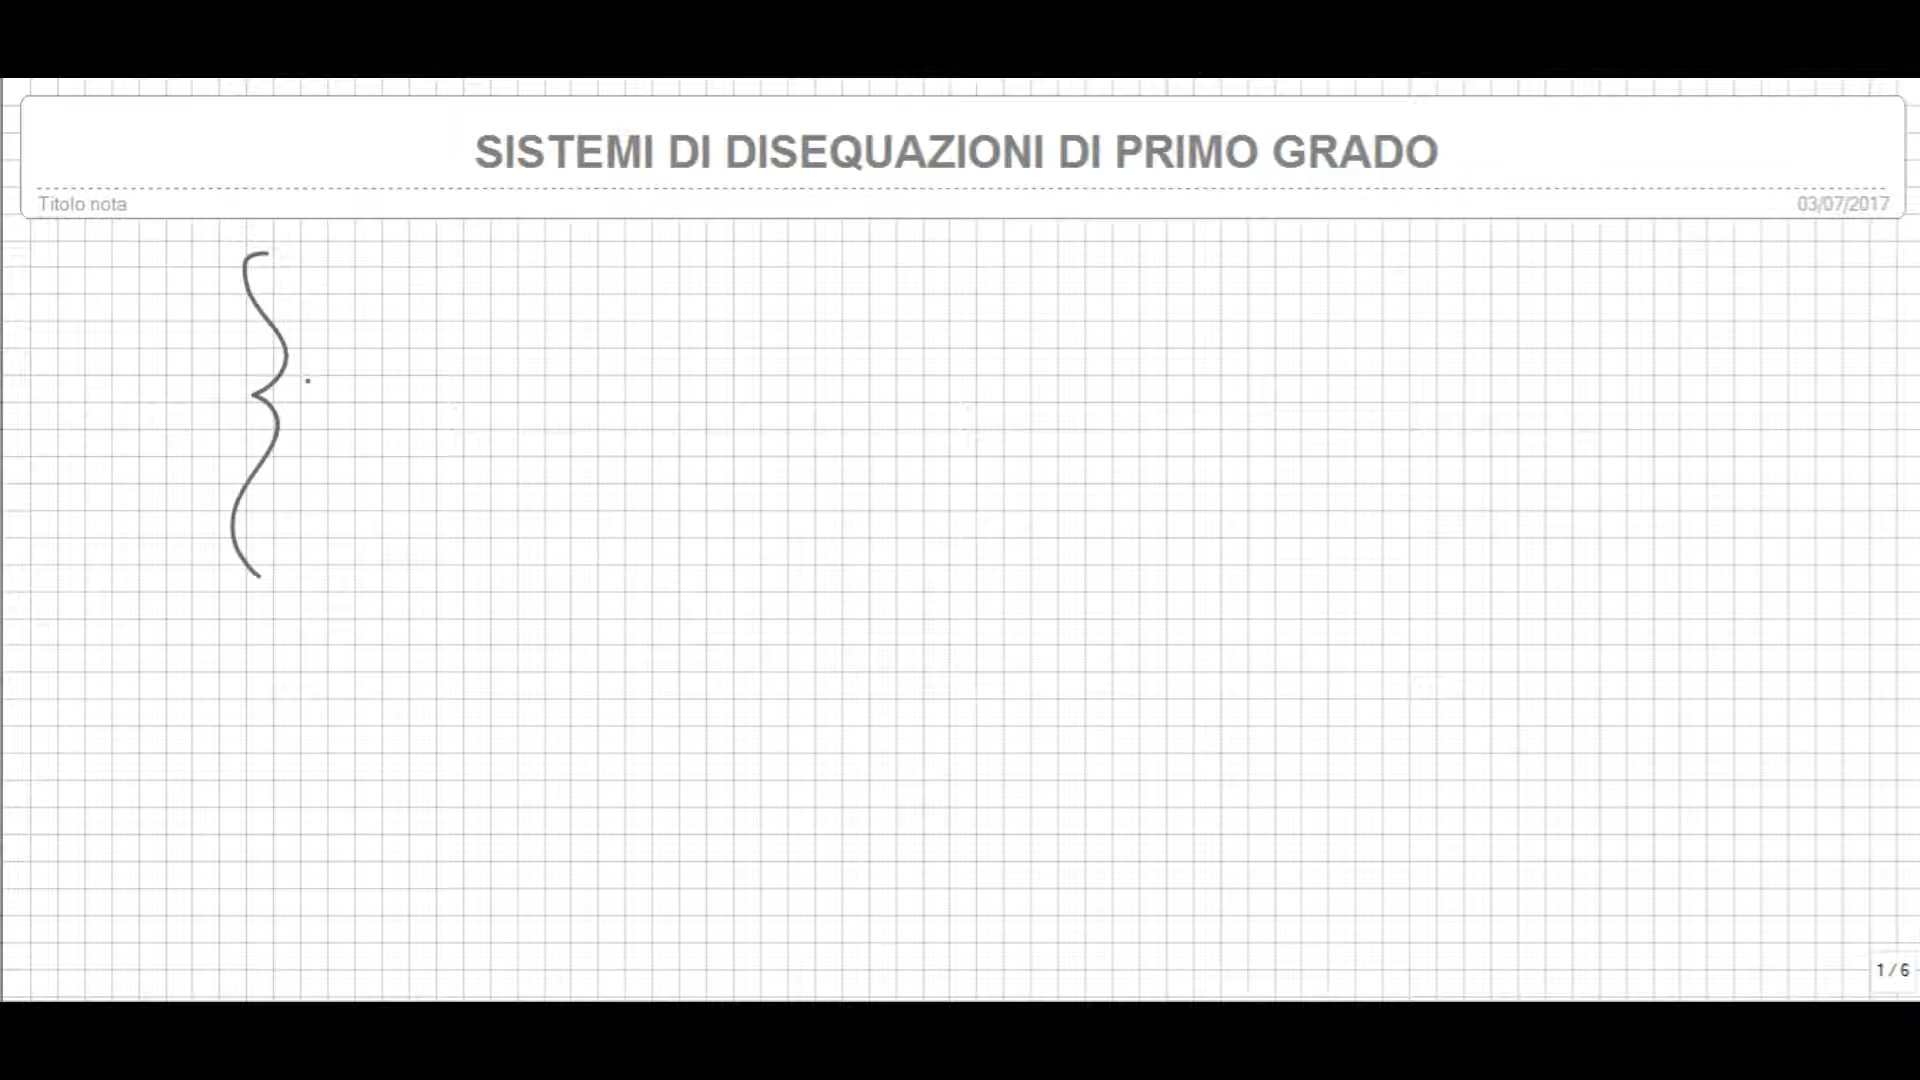 SISTEMI DI DISEQUAZIONI DI PRIMO GRADO
Titolo nota
03/07/2017
{
1 / 6